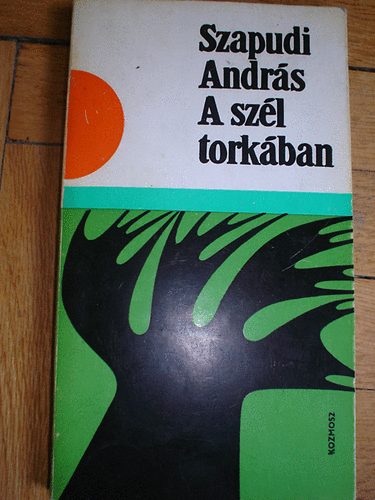 Szapudi
András
A szél
torkában
KOZMOSZ